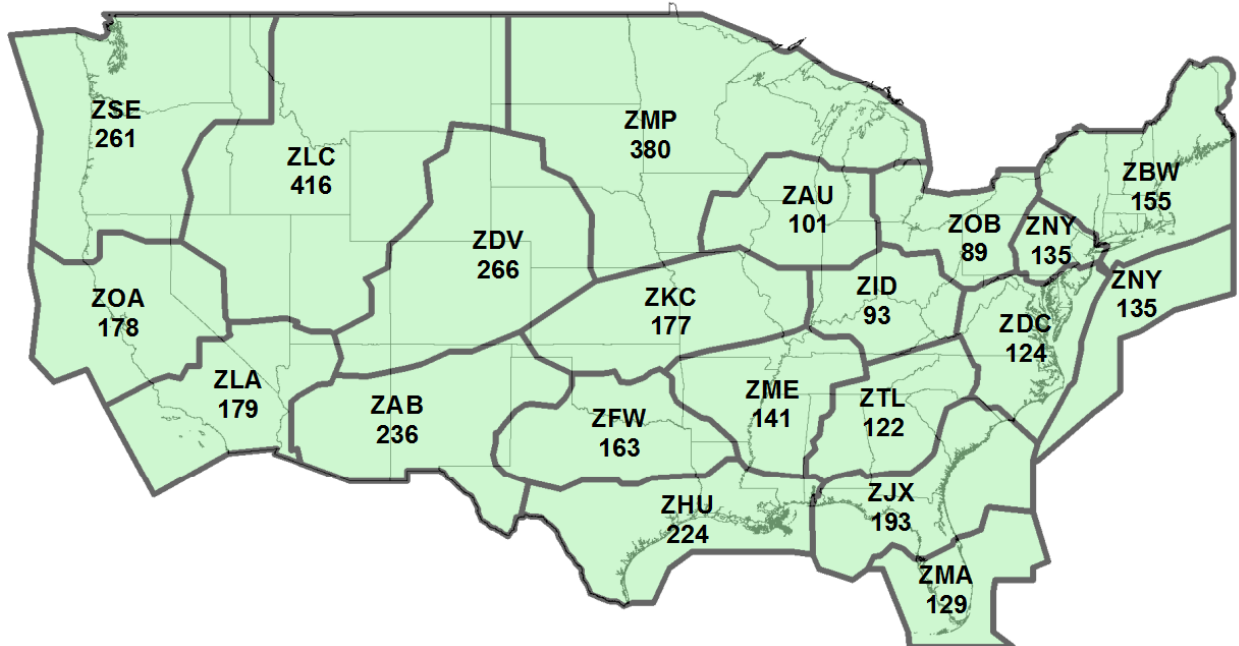 ZSE
261
ZLC
416
ZMP
380
ZBW
155
ZAU
101
ZOB
89
ZNY
135
ZDV
266
ZNY
135
ZOA
178
ZKC
177
ZID
93
ZDC
124
ZLA
179
ZAB
236
ZFW
163
ZME
141
ZTL
122
ZHU
224
ZJX
193
ZMA
129